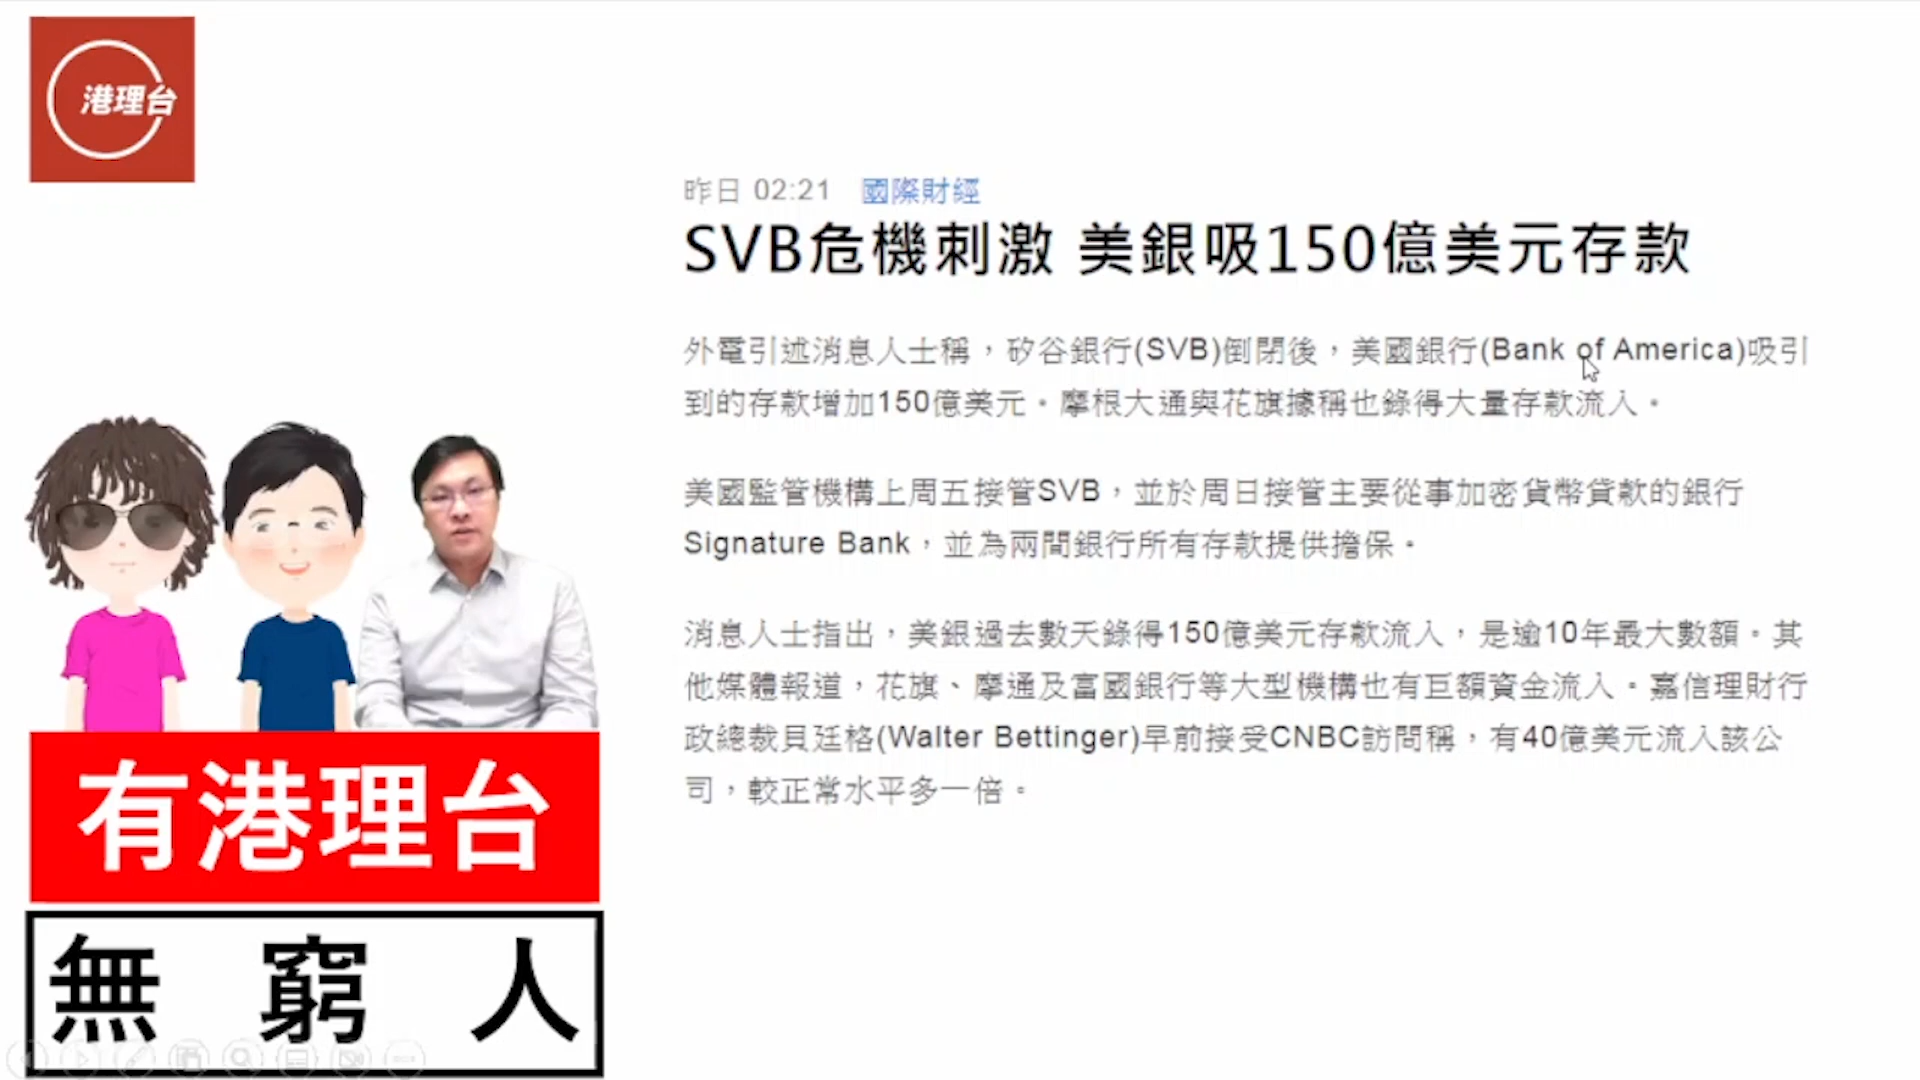 港理台
昨日 02:21 國際財經
SVB危機刺激 美銀吸150億美元存款
外電引述消息人士稱，矽谷銀行(SVB)倒閉後，美國銀行(Bank of America)吸引
到的存款增加150億美元。摩根大通與花旗據稱也錄得大量存款流入。
美國監管機構上周五接管SVB，並於周日接管主要從事加密貨幣貸款的銀行
Signature Bank，並為兩間銀行所有存款提供擔保。
消息人士指出，美銀過去數天錄得150億美元存款流入，是逾10年最大數額。其
他媒體報道，花旗、摩通及富國銀行等大型機構也有巨額資金流入。嘉信理財行
政總裁貝廷格(Walter Bettinger)早前接受CNBC訪問稱，有40億美元流入該公
司，較正常水平多一倍。
有港理台
無窮人